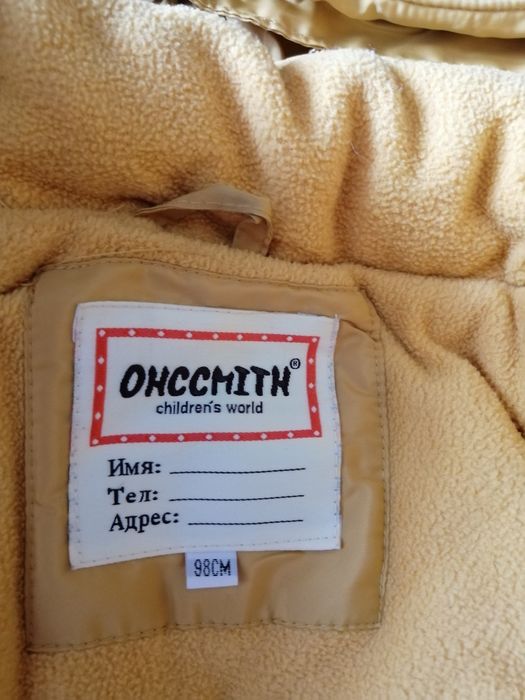 OHCCMITH®
children's world
Имя:
Тел:
Адрес:
98CM